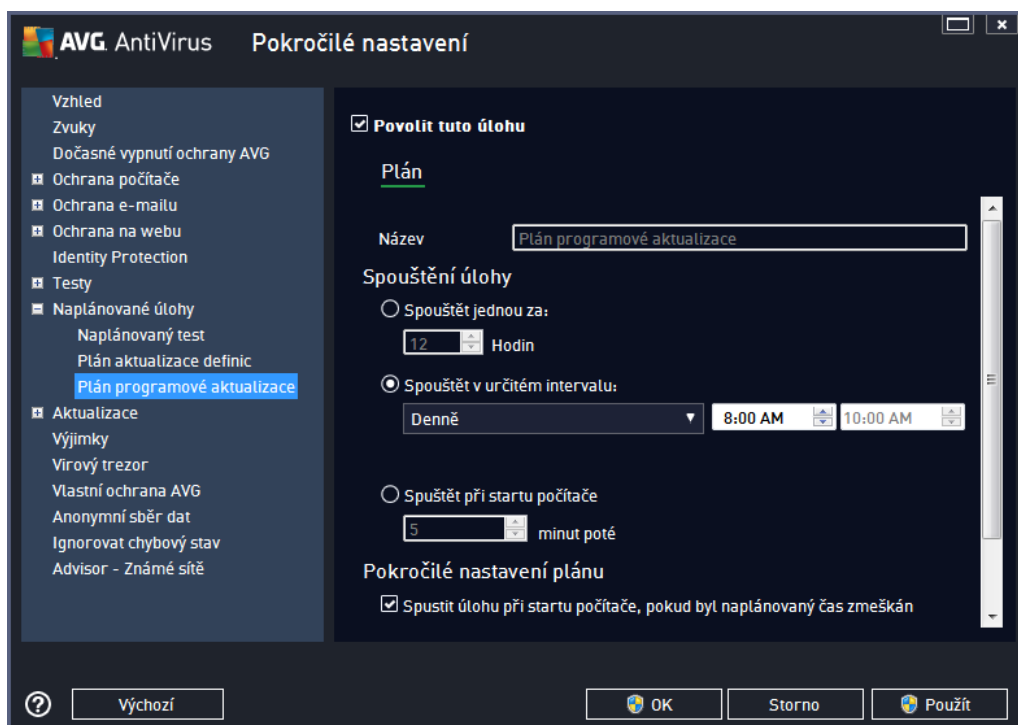 AVG. AntiVirus Pokročilé nastavení
Vzhled
Zvuky
Dočasné vypnutí ochrany AVG
Ochrana počítače
Ochrana e-mailu
Ochrana na webu
Identity Protection
Testy
Naplánované úlohy
Naplánovaný test
Plán aktualizace definic
Plán programové aktualizace
Aktualizace
Výjimky
Virový trezor
Vlastní ochrana AVG
Anonymní sběr dat
Ignorovat chybový stav
Advisor - Známé sítě
Povolit tuto úlohu
Plán
Název Plán programové aktualizace
Spouštění úlohy
Spouštět jednou za:
12 Hodin
Spouštět v určitém intervalu:
Denně 8:00 AM 10:00 AM
Spuštět při startu počítače
5 minut poté
Pokročilé nastavení plánu
Spustit úlohu při startu počítače, pokud byl naplánovaný čas zmeškán
? Výchozí OK Storno Použít